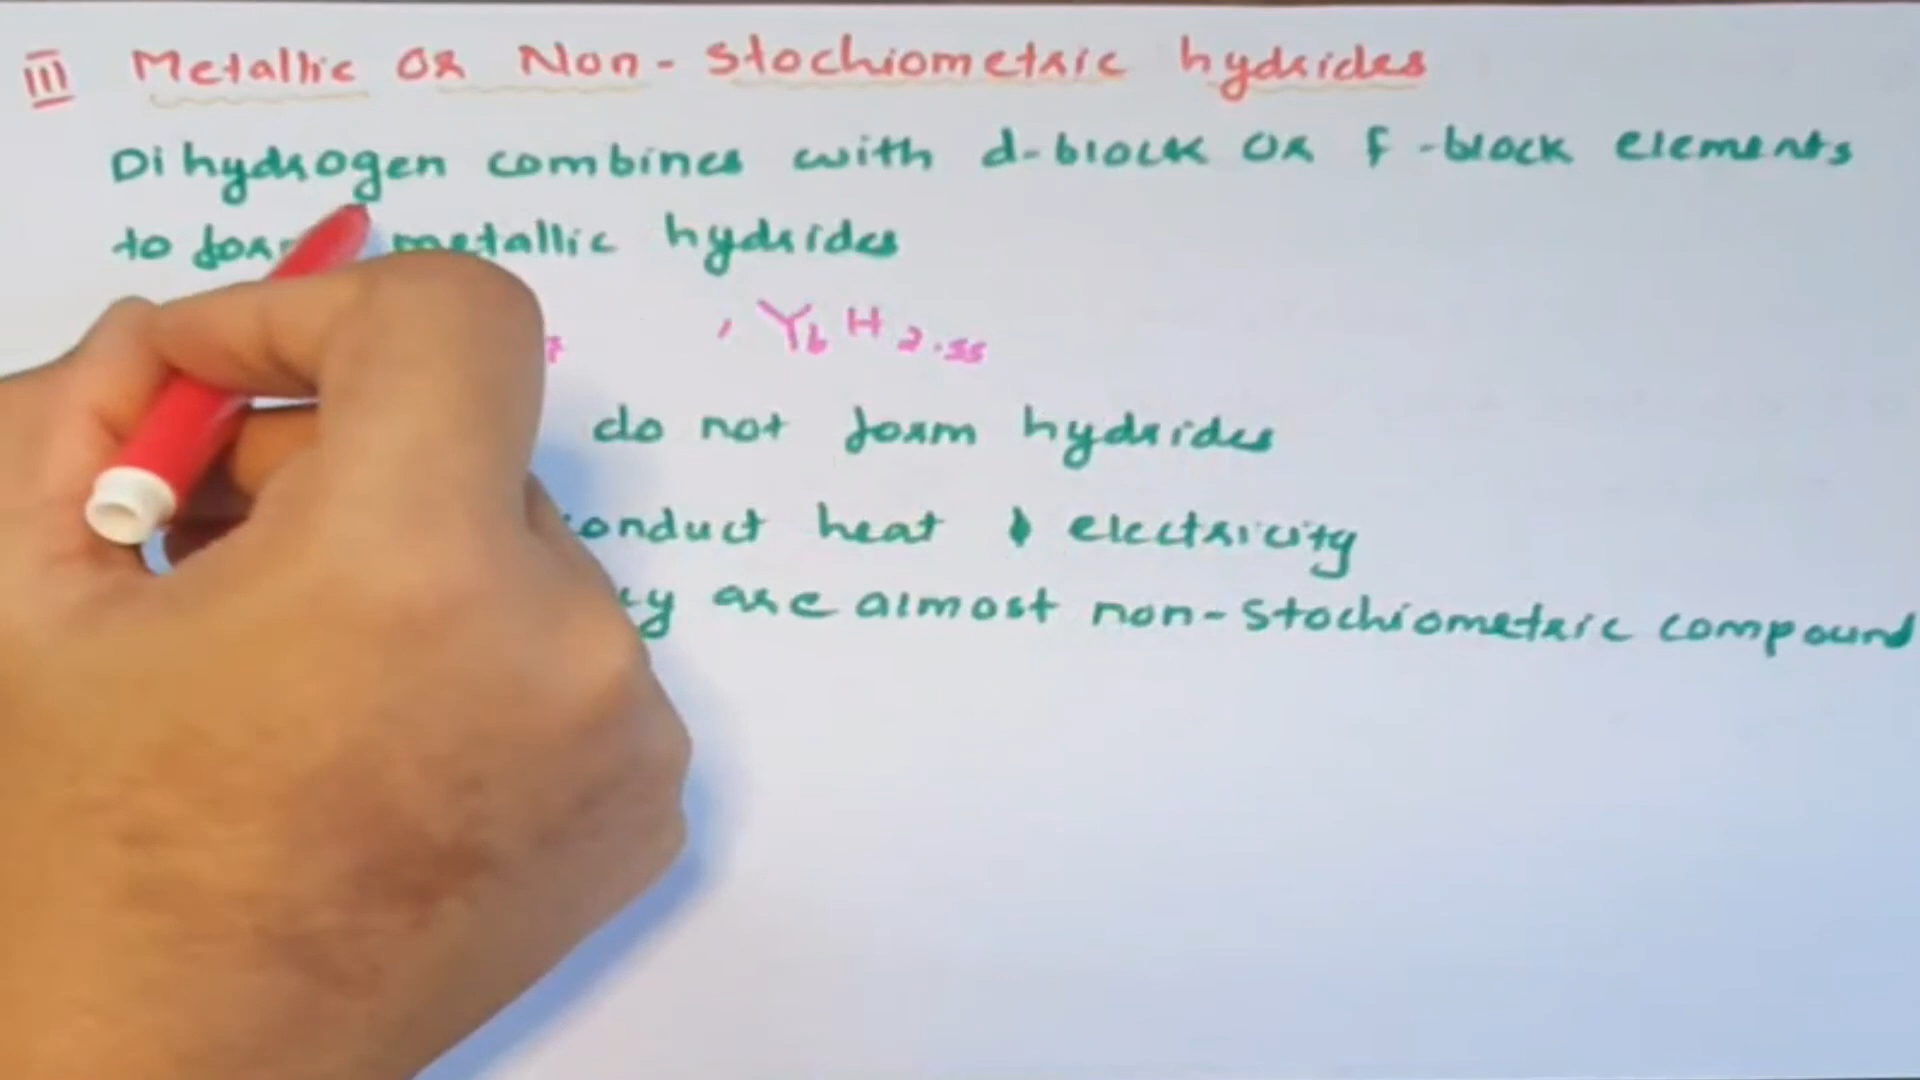 III Metallic or Non-stochiometric hydrides
Dihydrogen combines with d-block or f-block elements
to metallic hydrides
, YbH2.55
do not form hydrides
conduct heat & electricity
are almost non-stochiometric compound